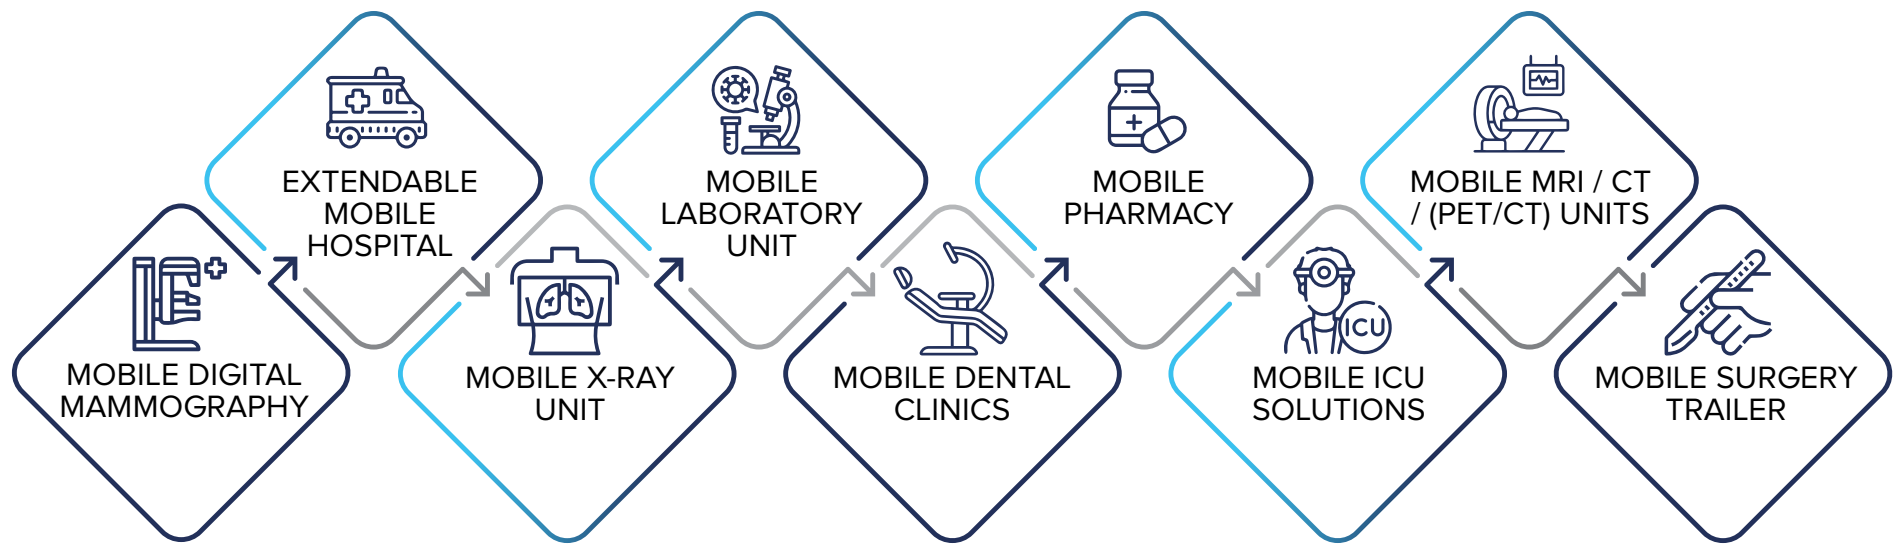 EXTENDABLE
MOBILE
HOSPITAL
MOBILE
LABORATORY
UNIT
MOBILE
PHARMACY
MOBILE MRI / CT
/ (PET/CT) UNITS
MOBILE DIGITAL
MAMMOGRAPHY
MOBILE X-RAY
UNIT
MOBILE DENTAL
CLINICS
ICU
MOBILE ICU
SOLUTIONS
MOBILE SURGERY
TRAILER